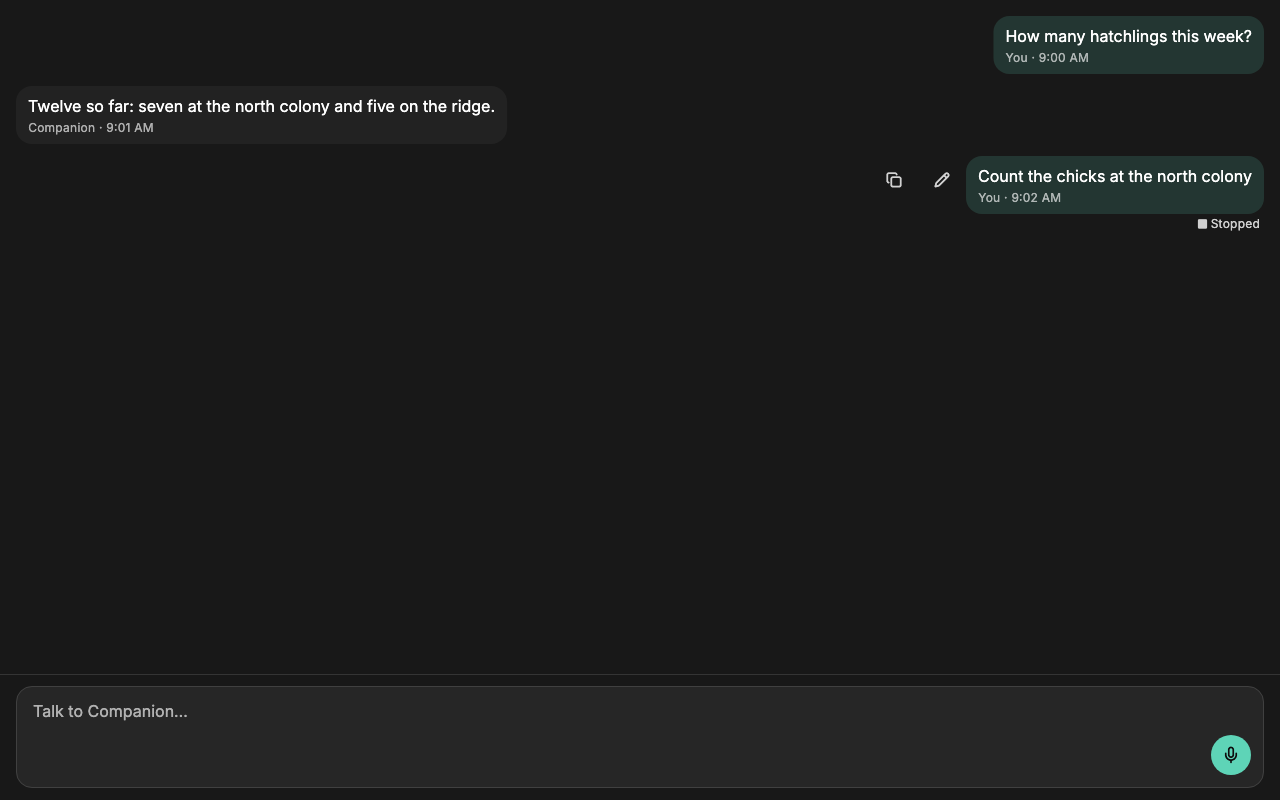 How many hatchlings this week?
You · 9:00 AM
Twelve so far: seven at the north colony and five on the ridge.
Companion · 9:01 AM
Count the chicks at the north colony
You · 9:02 AM
Stopped
Talk to Companion...